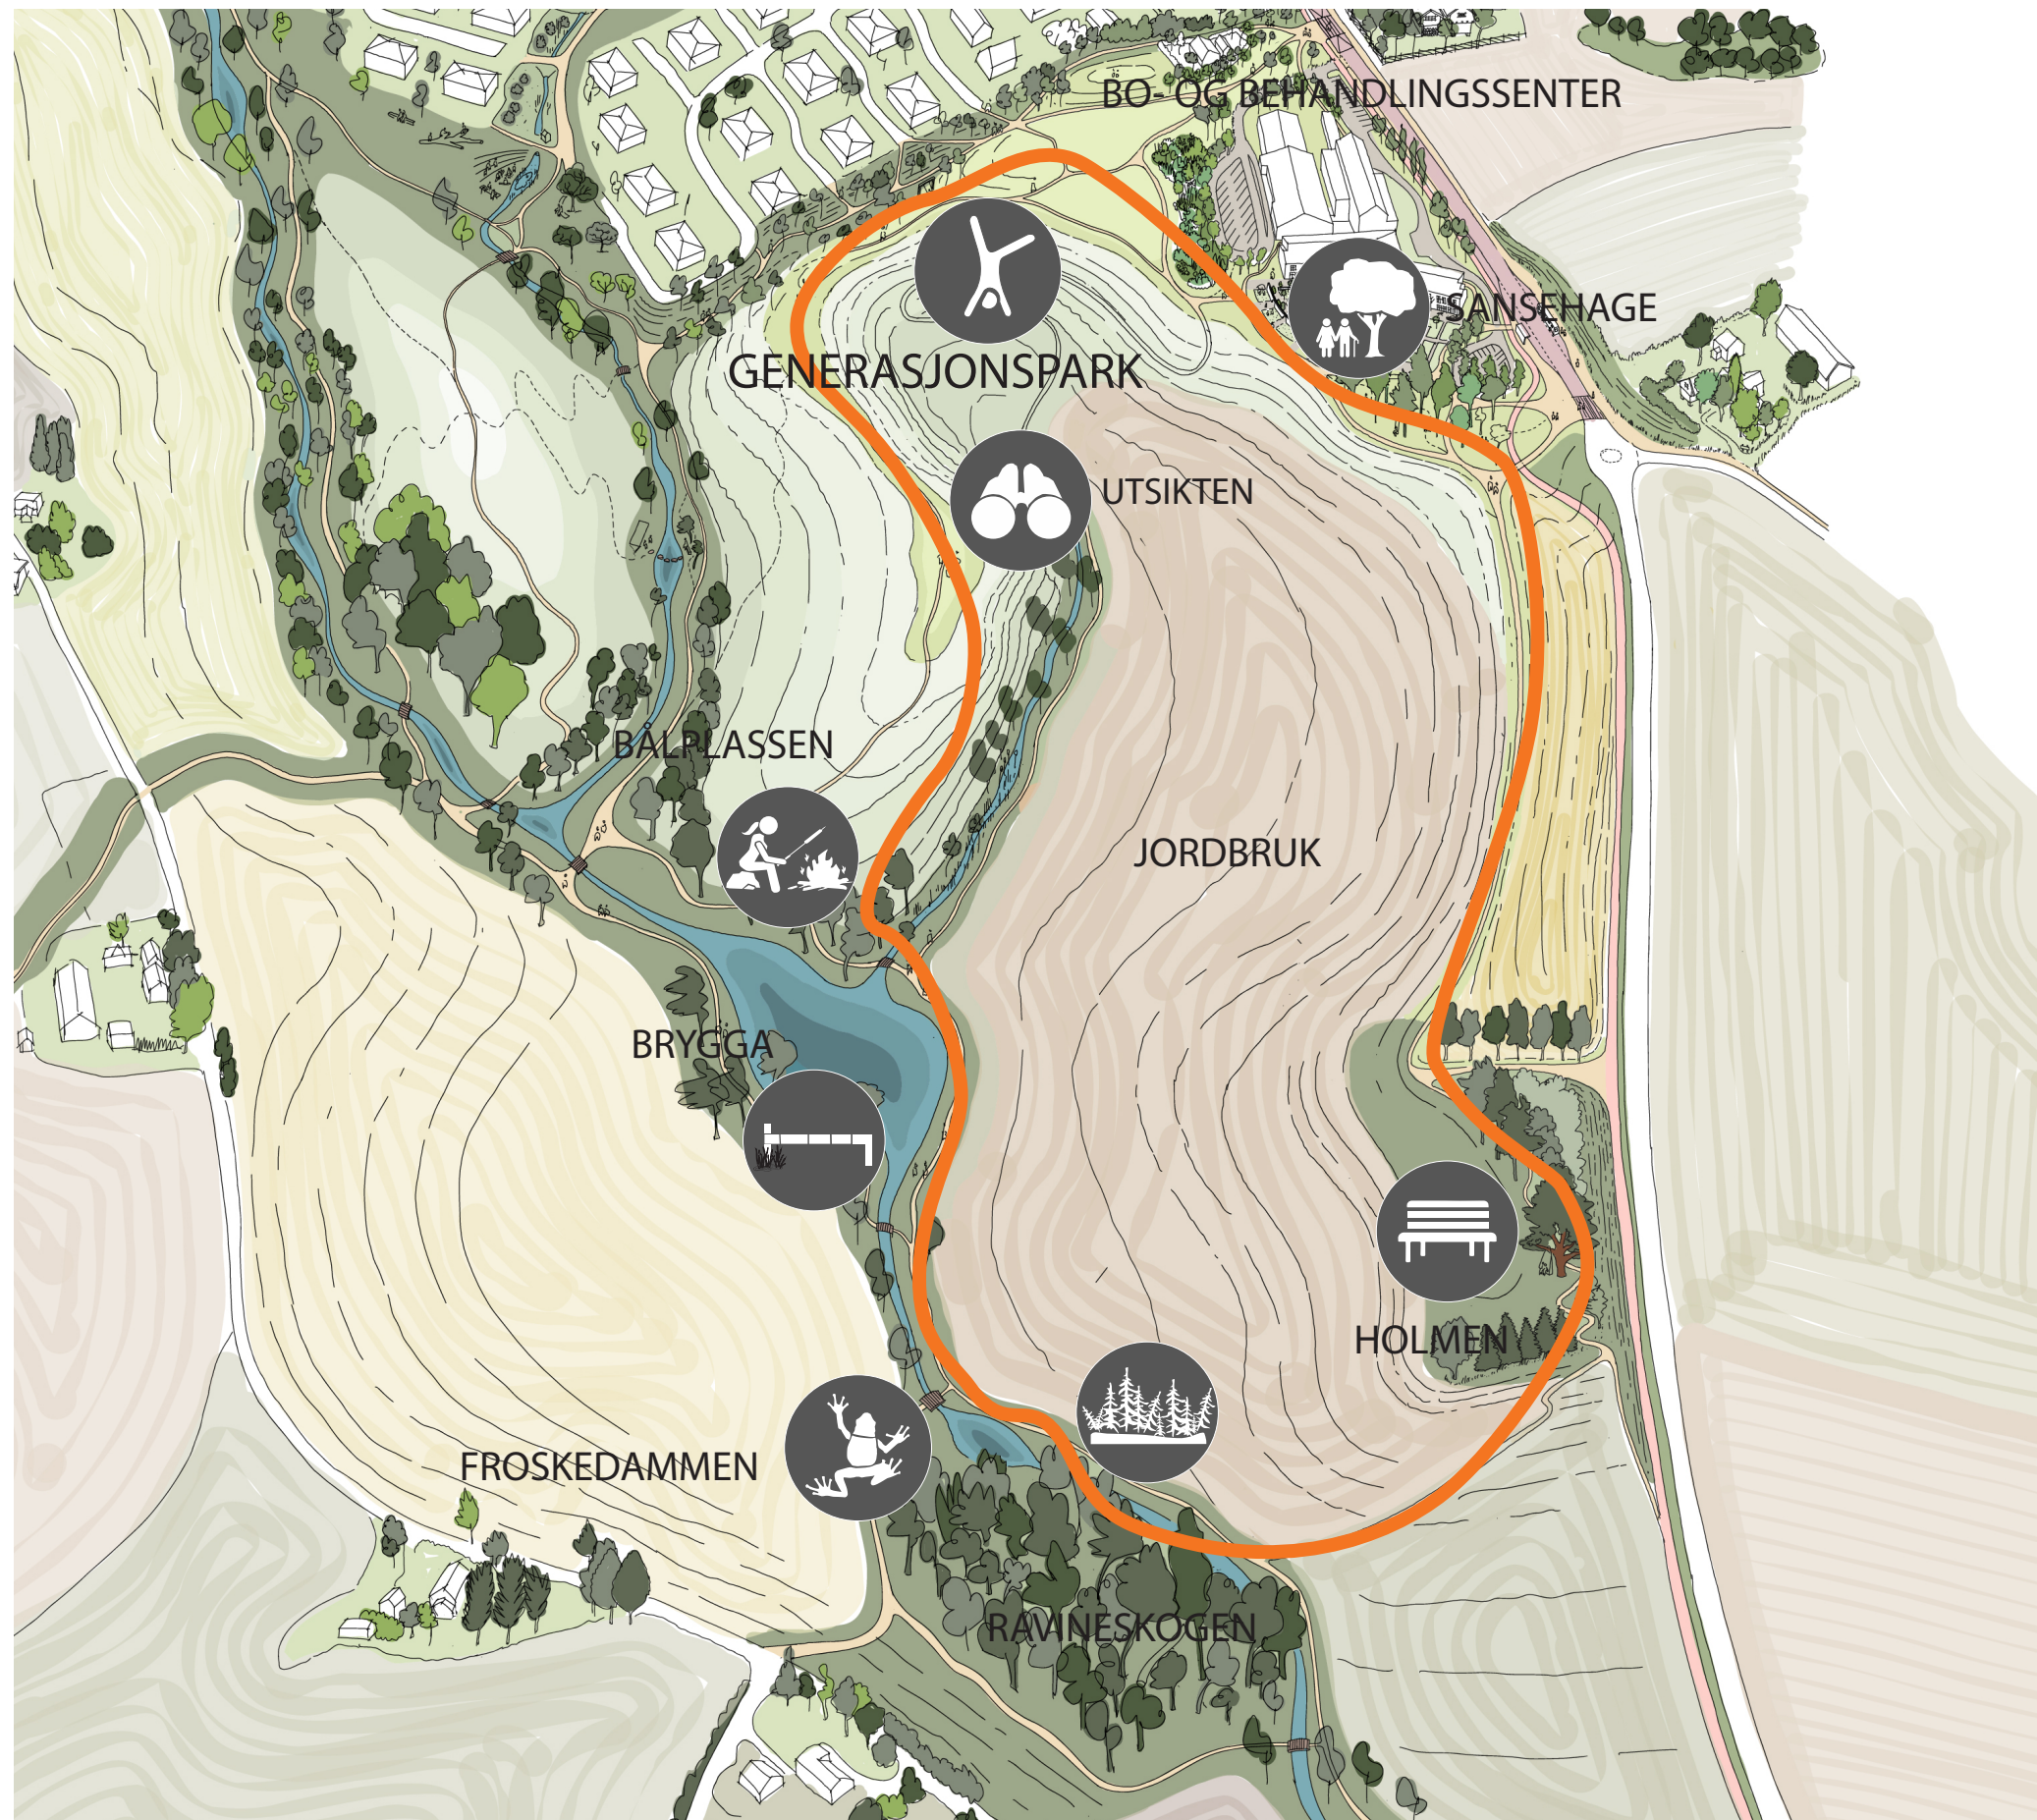 BO- OG BEHANDLINGSSENTER
SANSEHAGE
GENERASJONSPARK
UTSIKTEN
BÅLPLASSEN
JORDBRUK
BRYGGA
HOLMEN
FROSKEDAMMEN
RAVINESKOGEN